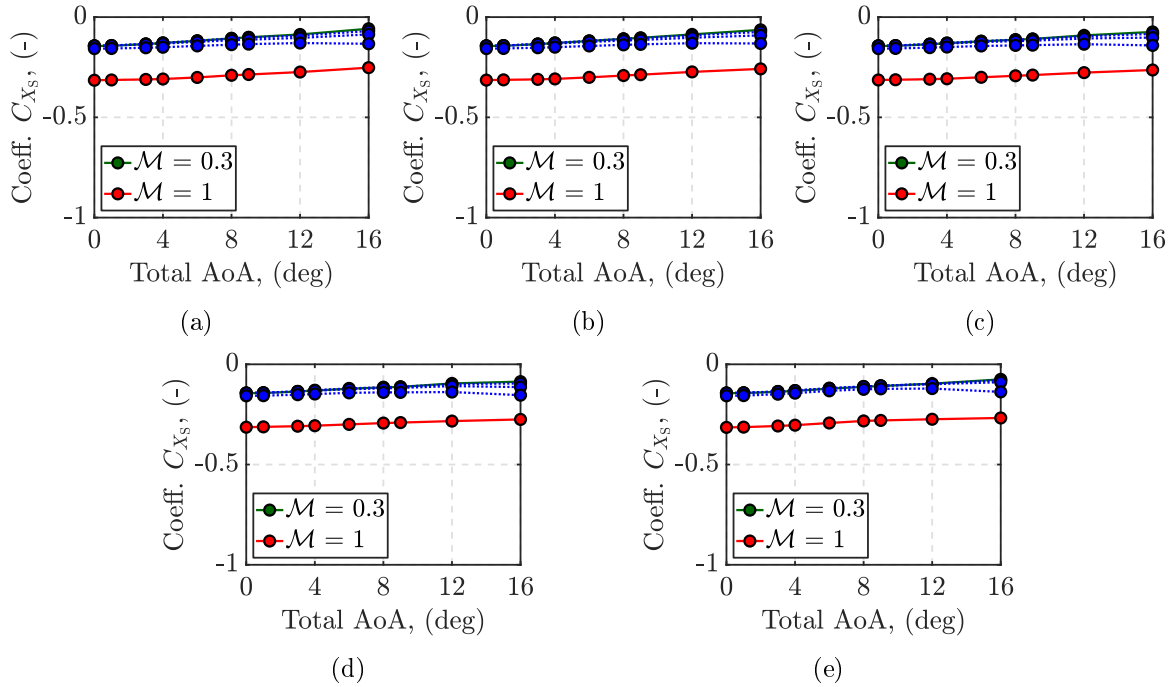 0
-0.5
-1
Coeff. C_{X_S}, (-)
M = 0.3
M = 1
0 4 8 12 16
Total AoA, (deg)
(a)
0
-0.5
-1
Coeff. C_{X_S}, (-)
M = 0.3
M = 1
0 4 8 12 16
Total AoA, (deg)
(b)
0
-0.5
-1
Coeff. C_{X_S}, (-)
M = 0.3
M = 1
0 4 8 12 16
Total AoA, (deg)
(c)
0
-0.5
-1
Coeff. C_{X_S}, (-)
M = 0.3
M = 1
0 4 8 12 16
Total AoA, (deg)
(d)
0
-0.5
-1
Coeff. C_{X_S}, (-)
M = 0.3
M = 1
0 4 8 12 16
Total AoA, (deg)
(e)